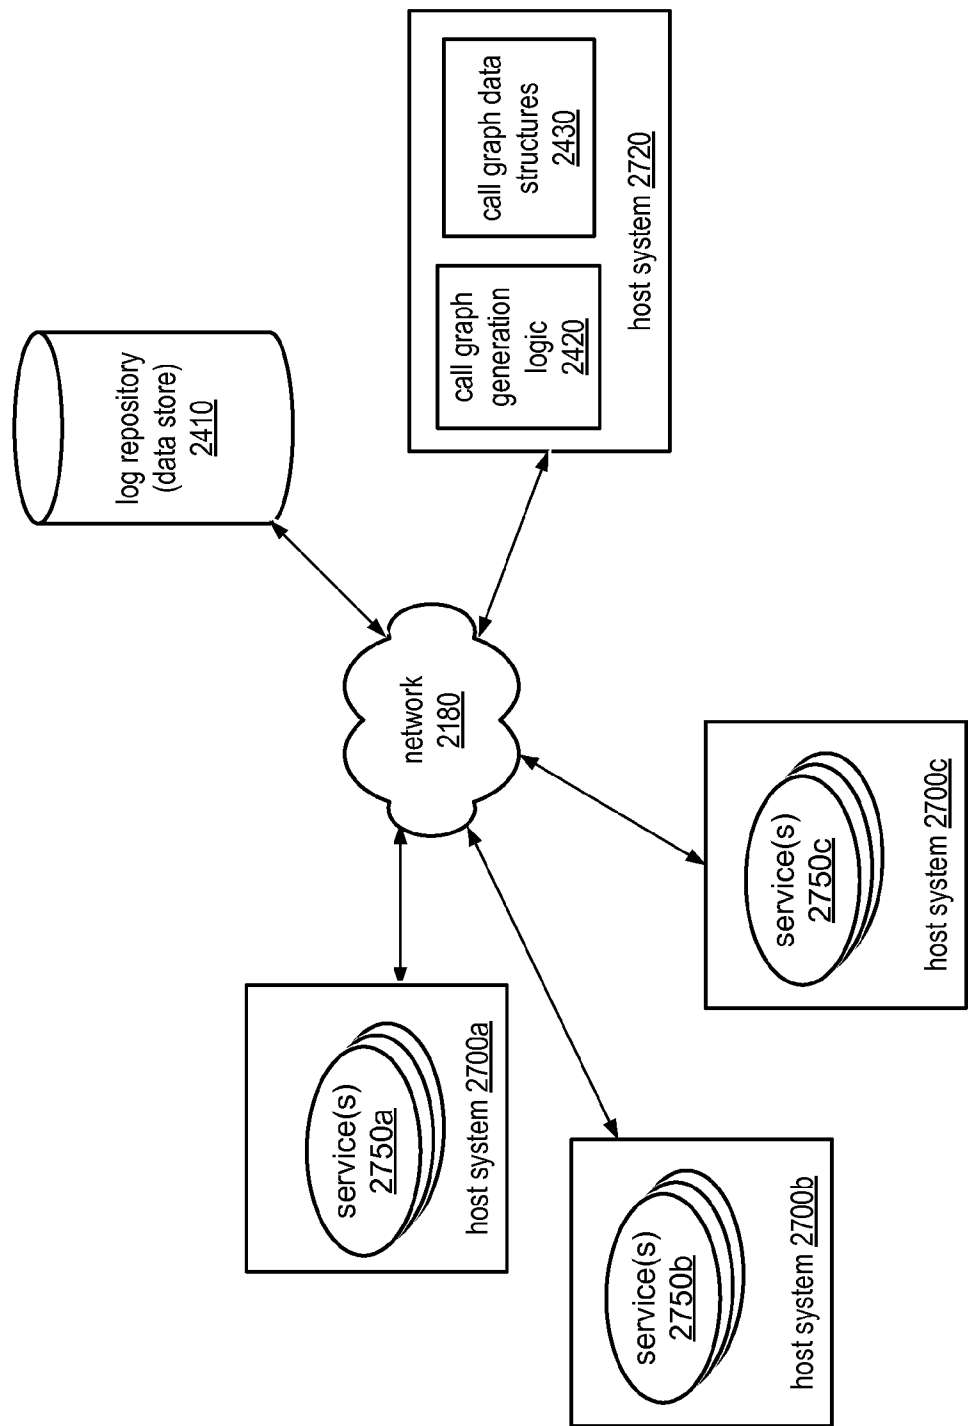 service(s)
2750a
host system 2700a
service(s)
2750b
host system 2700b
service(s)
2750c
host system 2700c
network
2180
log repository
(data store)
2410
call graph
generation
logic
2420
call graph data
structures
2430
host system 2720